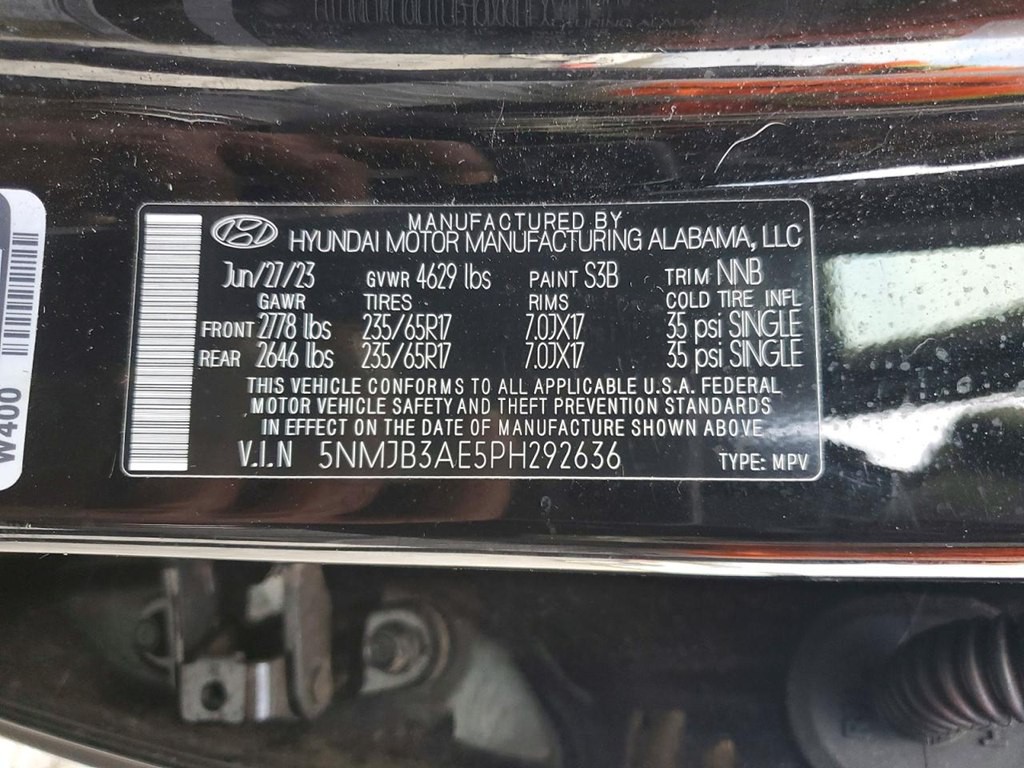 MANUFACTURED BY
HYUNDAI MOTOR MANUFACTURING ALABAMA, LLC
Jun/27/23 GVWR 4629 lbs PAINT S3B TRIM NNB
GAWR TIRES RIMS COLD TIRE INFL
FRONT 2778 lbs 235/65R17 7.0JX17 35 psi SINGLE
REAR 2646 lbs 235/65R17 7.0JX17 35 psi SINGLE
THIS VEHICLE CONFORMS TO ALL APPLICABLE U.S.A. FEDERAL
MOTOR VEHICLE SAFETY AND THEFT PREVENTION STANDARDS
IN EFFECT ON THE DATE OF MANUFACTURE SHOWN ABOVE.
V.I.N 5NMJB3AE5PH292636 TYPE: MPV
W400